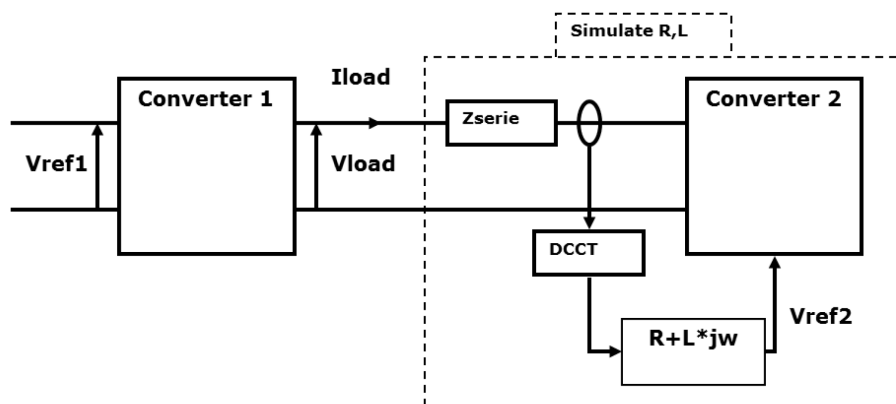 Simulate R,L
Converter 1
Iload
Zserie
Converter 2
Vref1
Vload
DCCT
R+L*jw
Vref2